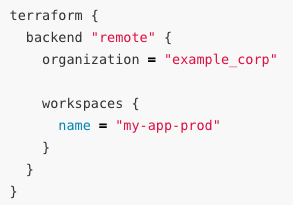 terraform {
  backend "remote" {
    organization = "example_corp"

    workspaces {
      name = "my-app-prod"
    }
  }
}